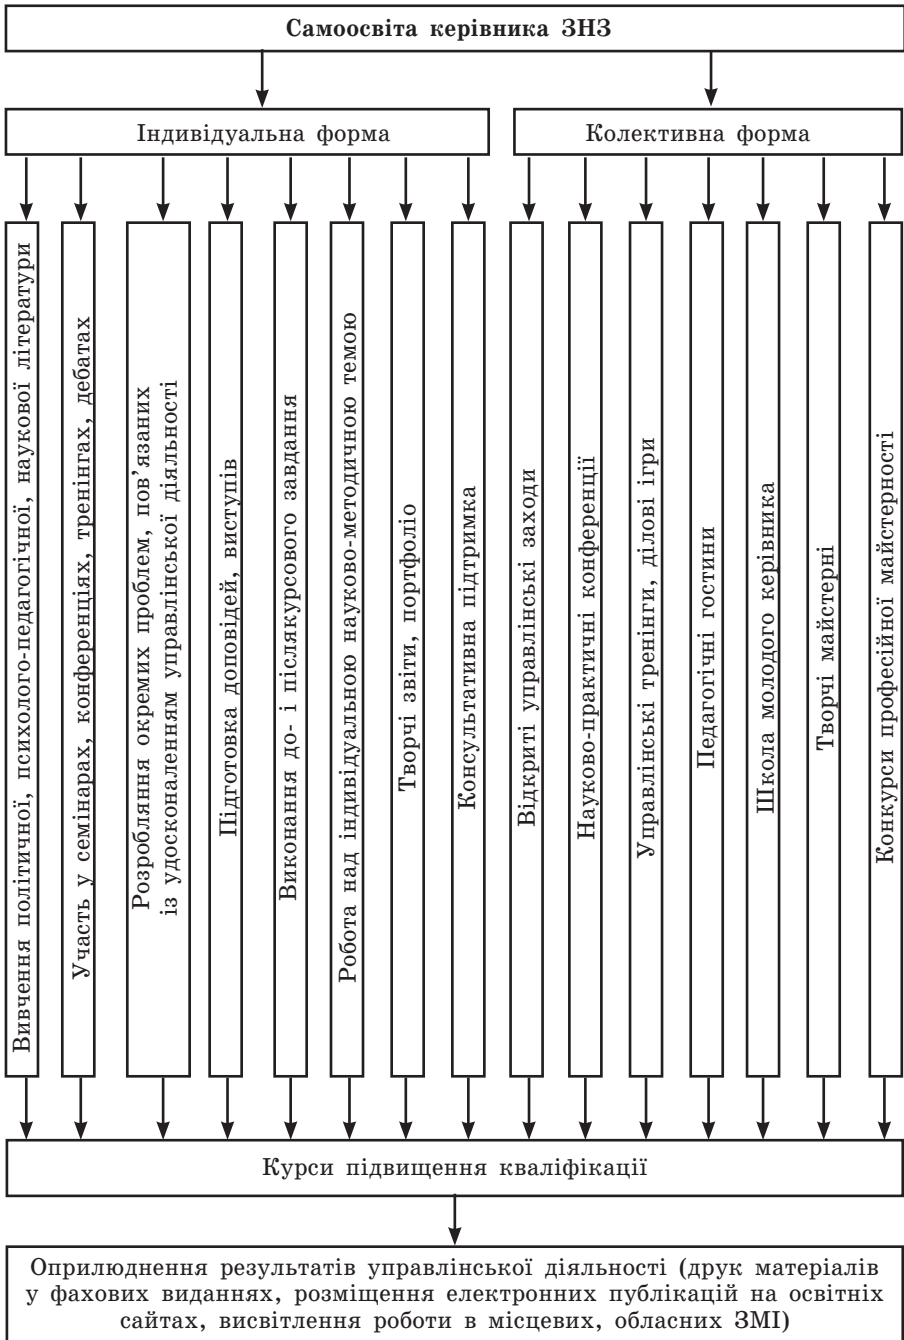 Самоосвіта керівника ЗНЗ
Індивідуальна форма
Колективна форма
Вивчення політичної, психолого-педагогічної, наукової літератури
Участь у семінарах, конференціях, тренінгах, дебатах
Розробляння окремих проблем, пов’язаних
із удосконаленням управлінської діяльності
Підготовка доповідей, виступів
Виконання до- і післякурсового завдання
Робота над індивідуальною науково-методичною темою
Творчі звіти, портфоліо
Консультативна підтримка
Відкриті управлінські заходи
Науково-практичні конференції
Управлінські тренінги, ділові ігри
Педагогічні гостини
Школа молодого керівника
Творчі майстерні
Конкурси професійної майстерності
Курси підвищення кваліфікації
Оприлюднення результатів управлінської діяльності (друк матеріалів
у фахових виданнях, розміщення електронних публікацій на освітніх
сайтах, висвітлення роботи в місцевих, обласних ЗМІ)